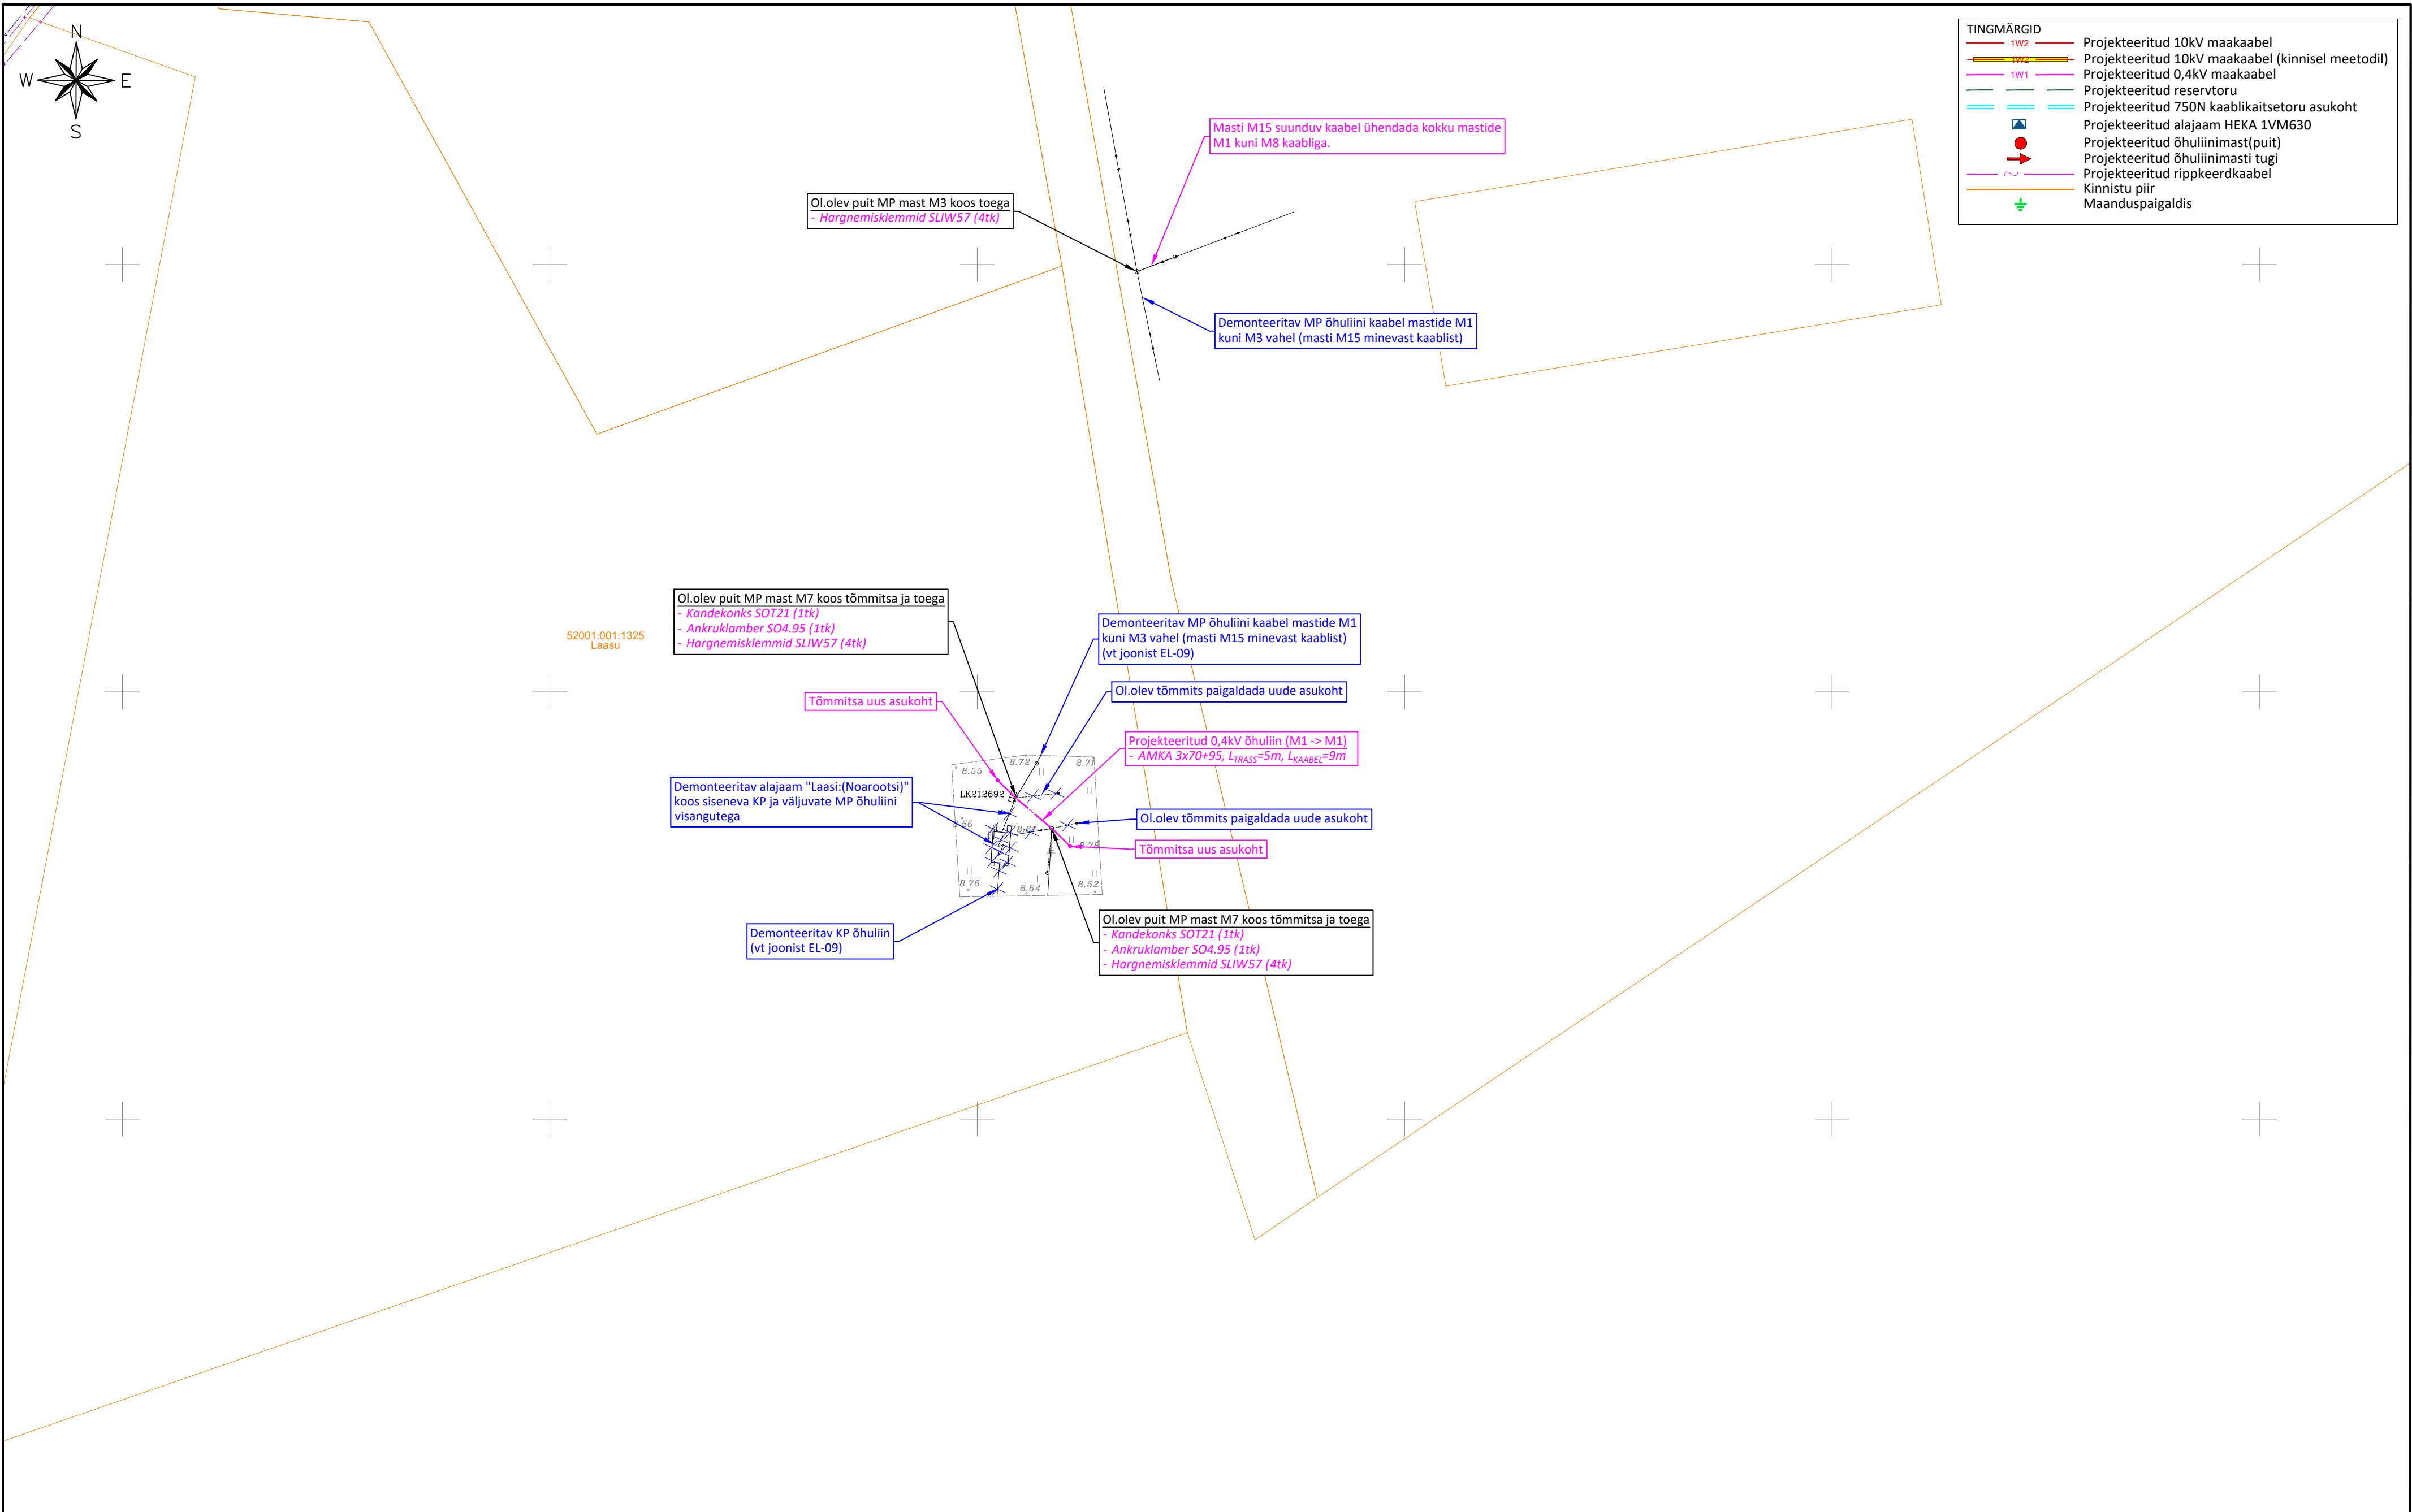 N
W
E
S
TINGMÄRGID
1W2 Projekteeritud 10kV maakaabel
1W2 Projekteeritud 10kV maakaabel (kinnisel meetodil)
1W1 Projekteeritud 0,4kV maakaabel
Projekteeritud reservtoru
Projekteeritud 750N kaablikaitsetoru asukoht
Projekteeritud alajaam HEKA 1VM630
Projekteeritud õhuliinimast(puit)
Projekteeritud õhuliinimasti tugi
Projekteeritud rippkeerdkaabel
Kinnistu piir
Maanduspaigaldis
Masti M15 suunduv kaabel ühendada kokku mastide
M1 kuni M8 kaabliga.
Ol.olev puit MP mast M3 koos toega
- Hargnemisklemmid SLIW57 (4tk)
Demonteeritav MP õhuliini kaabel mastide M1
kuni M3 vahel (masti M15 minevast kaablist)
Ol.olev puit MP mast M7 koos tõmmitsa ja toega
- Kandekonks SOT21 (1tk)
- Ankruklamber SO4.95 (1tk)
- Hargnemisklemmid SLIW57 (4tk)
52001:001:1325
Laasu
Demonteeritav MP õhuliini kaabel mastide M1
kuni M3 vahel (masti M15 minevast kaablist)
(vt joonist EL-09)
Ol.olev tõmmits paigaldada uude asukoht
Tõmmitsa uus asukoht
Projekteeritud 0,4kV õhuliin (M1 -> M1)
- AMKA 3x70+95, LTRASS=5m, LKAABEL=9m
8.55
8.72
8.71
Demonteeritav alajaam "Laasi:(Noarootsi)"
koos siseneva KP ja väljuvate MP õhuliini
visangutega
LK212692
Ol.olev tõmmits paigaldada uude asukoht
8.56
8.78
Tõmmitsa uus asukoht
8.76
8.64
8.52
Ol.olev puit MP mast M7 koos tõmmitsa ja toega
- Kandekonks SOT21 (1tk)
- Ankruklamber SO4.95 (1tk)
- Hargnemisklemmid SLIW57 (4tk)
Demonteeritav KP õhuliin
(vt joonist EL-09)